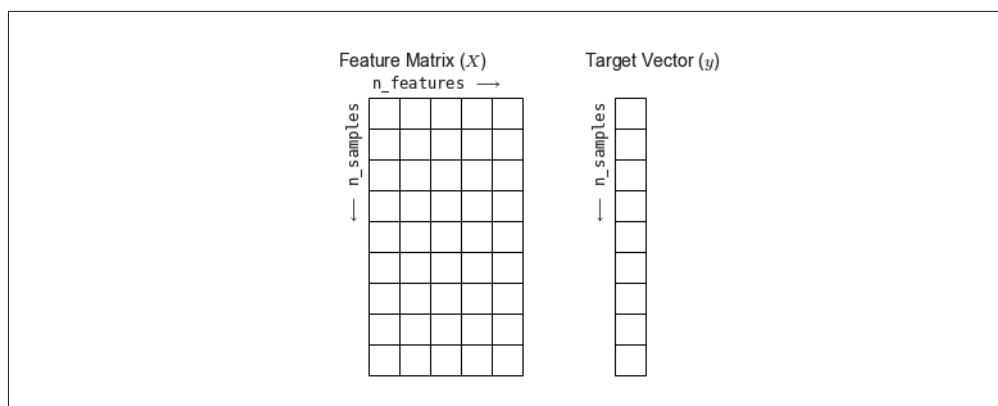 Feature Matrix (X)
n_features ⟶
⟵ n_samples
Target Vector (y)
⟵ n_samples